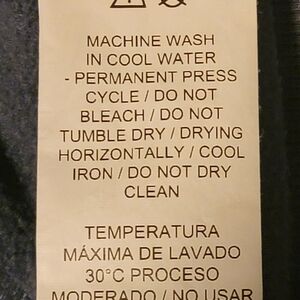 MACHINE WASH
IN COOL WATER
- PERMANENT PRESS
CYCLE / DO NOT
BLEACH / DO NOT
TUMBLE DRY / DRYING
HORIZONTALLY / COOL
IRON / DO NOT DRY
CLEAN
TEMPERATURA
MÁXIMA DE LAVADO
30°C PROCESO
MODERADO / NO USAR